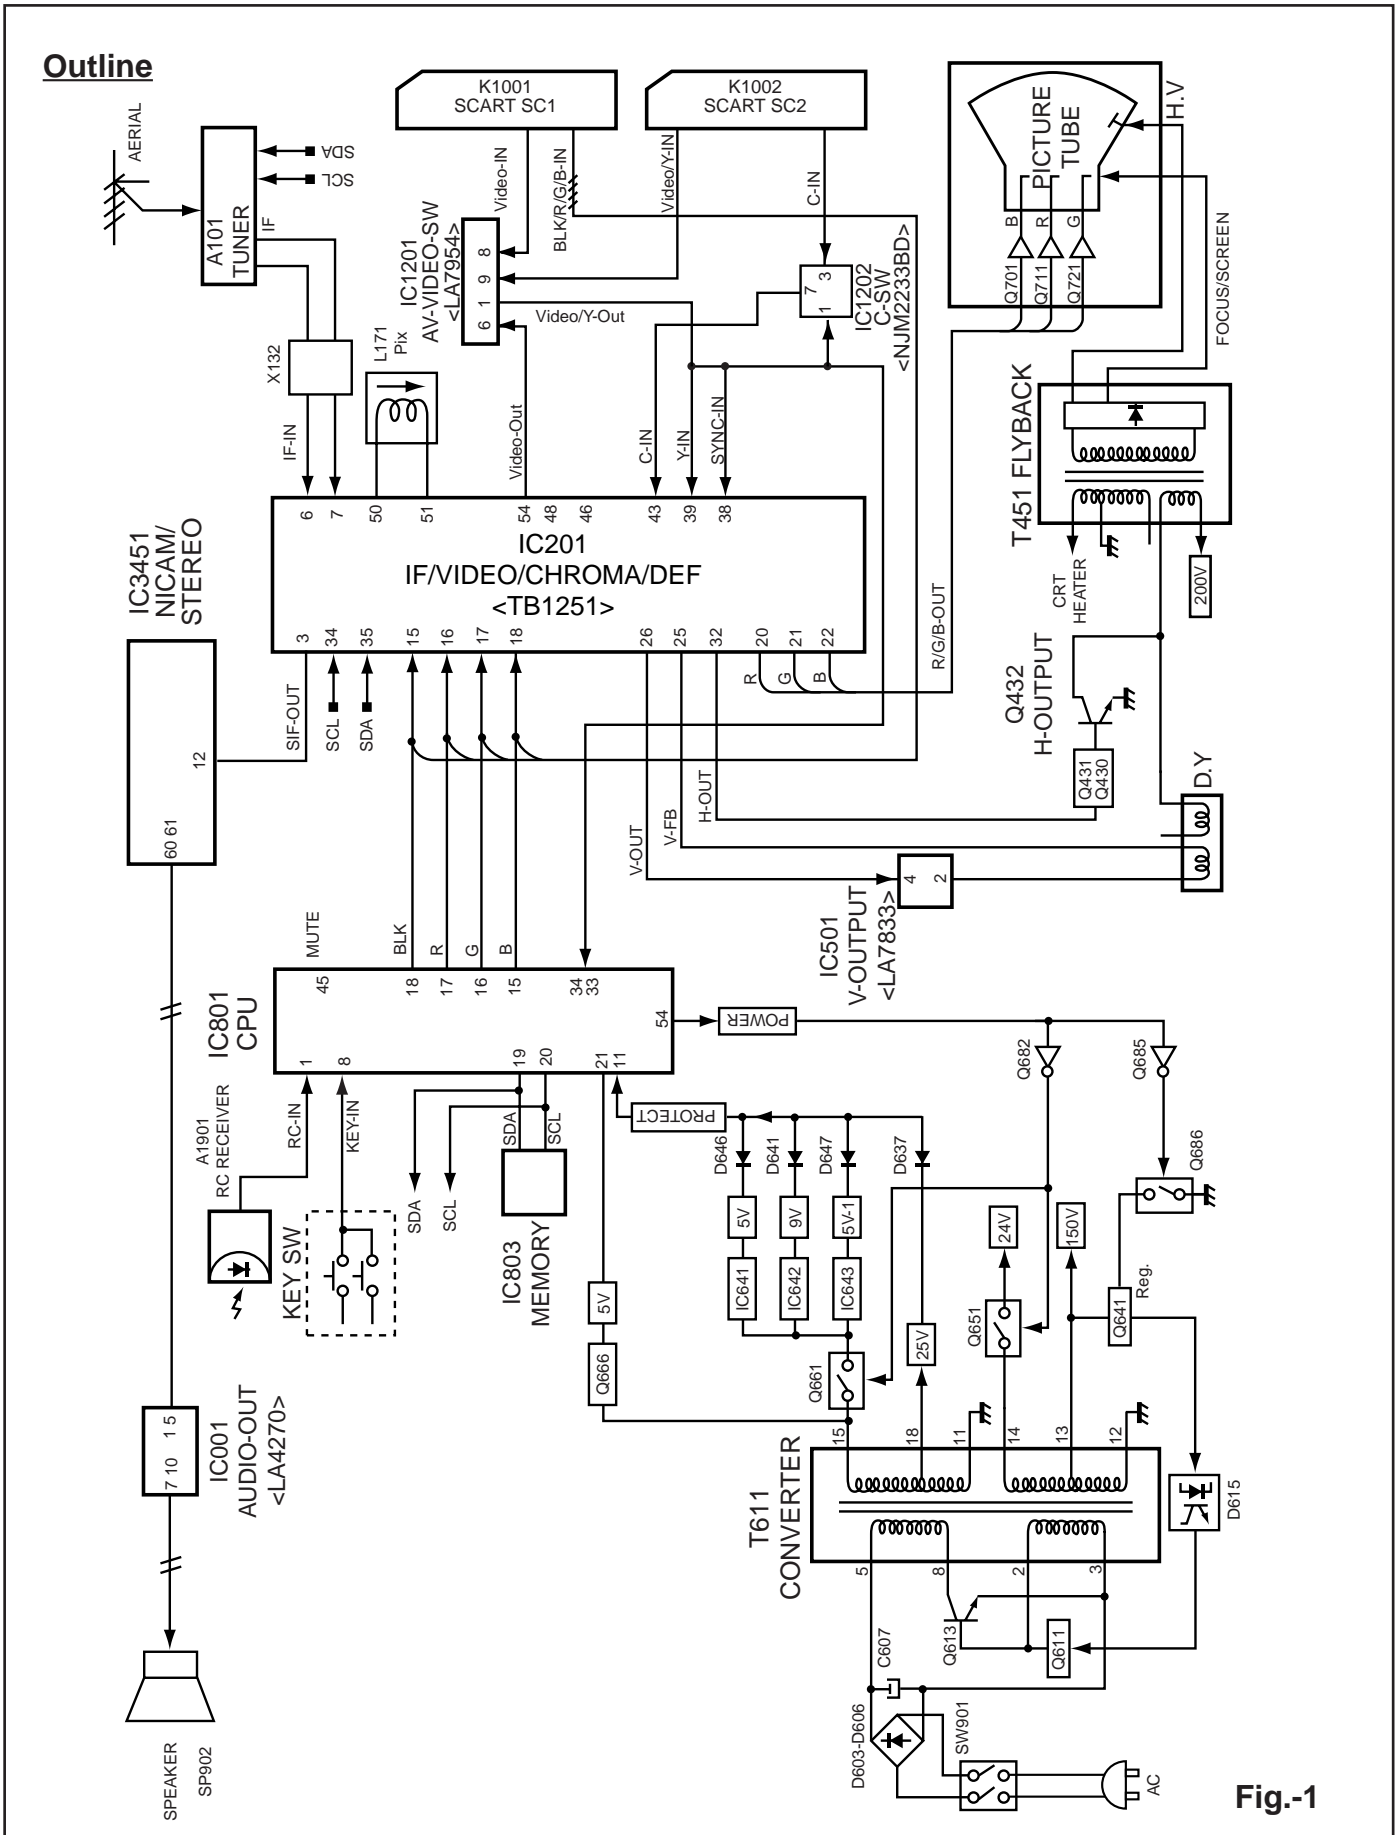 Outline
AERIAL
A101
TUNER
SDA
SCL
IF
K1001
SCART SC1
K1002
SCART SC2
Video-IN
BLK/R/G/B-IN
Video/Y-IN
C-IN
IC1201
AV-VIDEO-SW
<LA7954>
8
9
1
6
Video/Y-Out
7
3
1
IC1202
C-SW
<NJM2233BD>
PICTURE
TUBE
H.V
B
R
G
Q701
Q711
Q721
FOCUS/SCREEN
X132
L171
Pix
IF-IN
Video-Out
C-IN
Y-IN
SYNC-IN
T451 FLYBACK
CRT
HEATER
200V
R/G/B-OUT
6
7
50
51
54
48
46
43
39
38
IC201
IF/VIDEO/CHROMA/DEF
<TB1251>
3
34
35
15
16
17
18
26
25
32
20
21
22
IC3451
NICAM/
STEREO
12
60 61
SIF-OUT
SCL
SDA
R
G
B
Q432
H-OUTPUT
Q431
Q430
D.Y
V-OUT
V-FB
H-OUT
4
2
IC501
V-OUTPUT
<LA7833>
MUTE
BLK
R
G
B
IC801
CPU
45
18
17
16
15
34
33
54
1
8
19
20
21
11
POWER
PROTECT
Q682
Q685
Q686
A1901
RC RECEIVER
RC-IN
KEY-IN
KEY SW
SDA
SCL
SDA
SCL
IC803
MEMORY
D646
D641
D647
D637
5V
9V
5V-1
IC641
IC642
IC643
5V
Q666
Q661
25V
24V
150V
Q651
Q641
Reg.
IC001
AUDIO-OUT
<LA4270>
1 5
7 10
T611
CONVERTER
15
18
11
14
13
12
5
8
2
3
D615
Q613
Q611
C607
D603-D606
SW901
AC
SPEAKER
SP902
Fig.-1